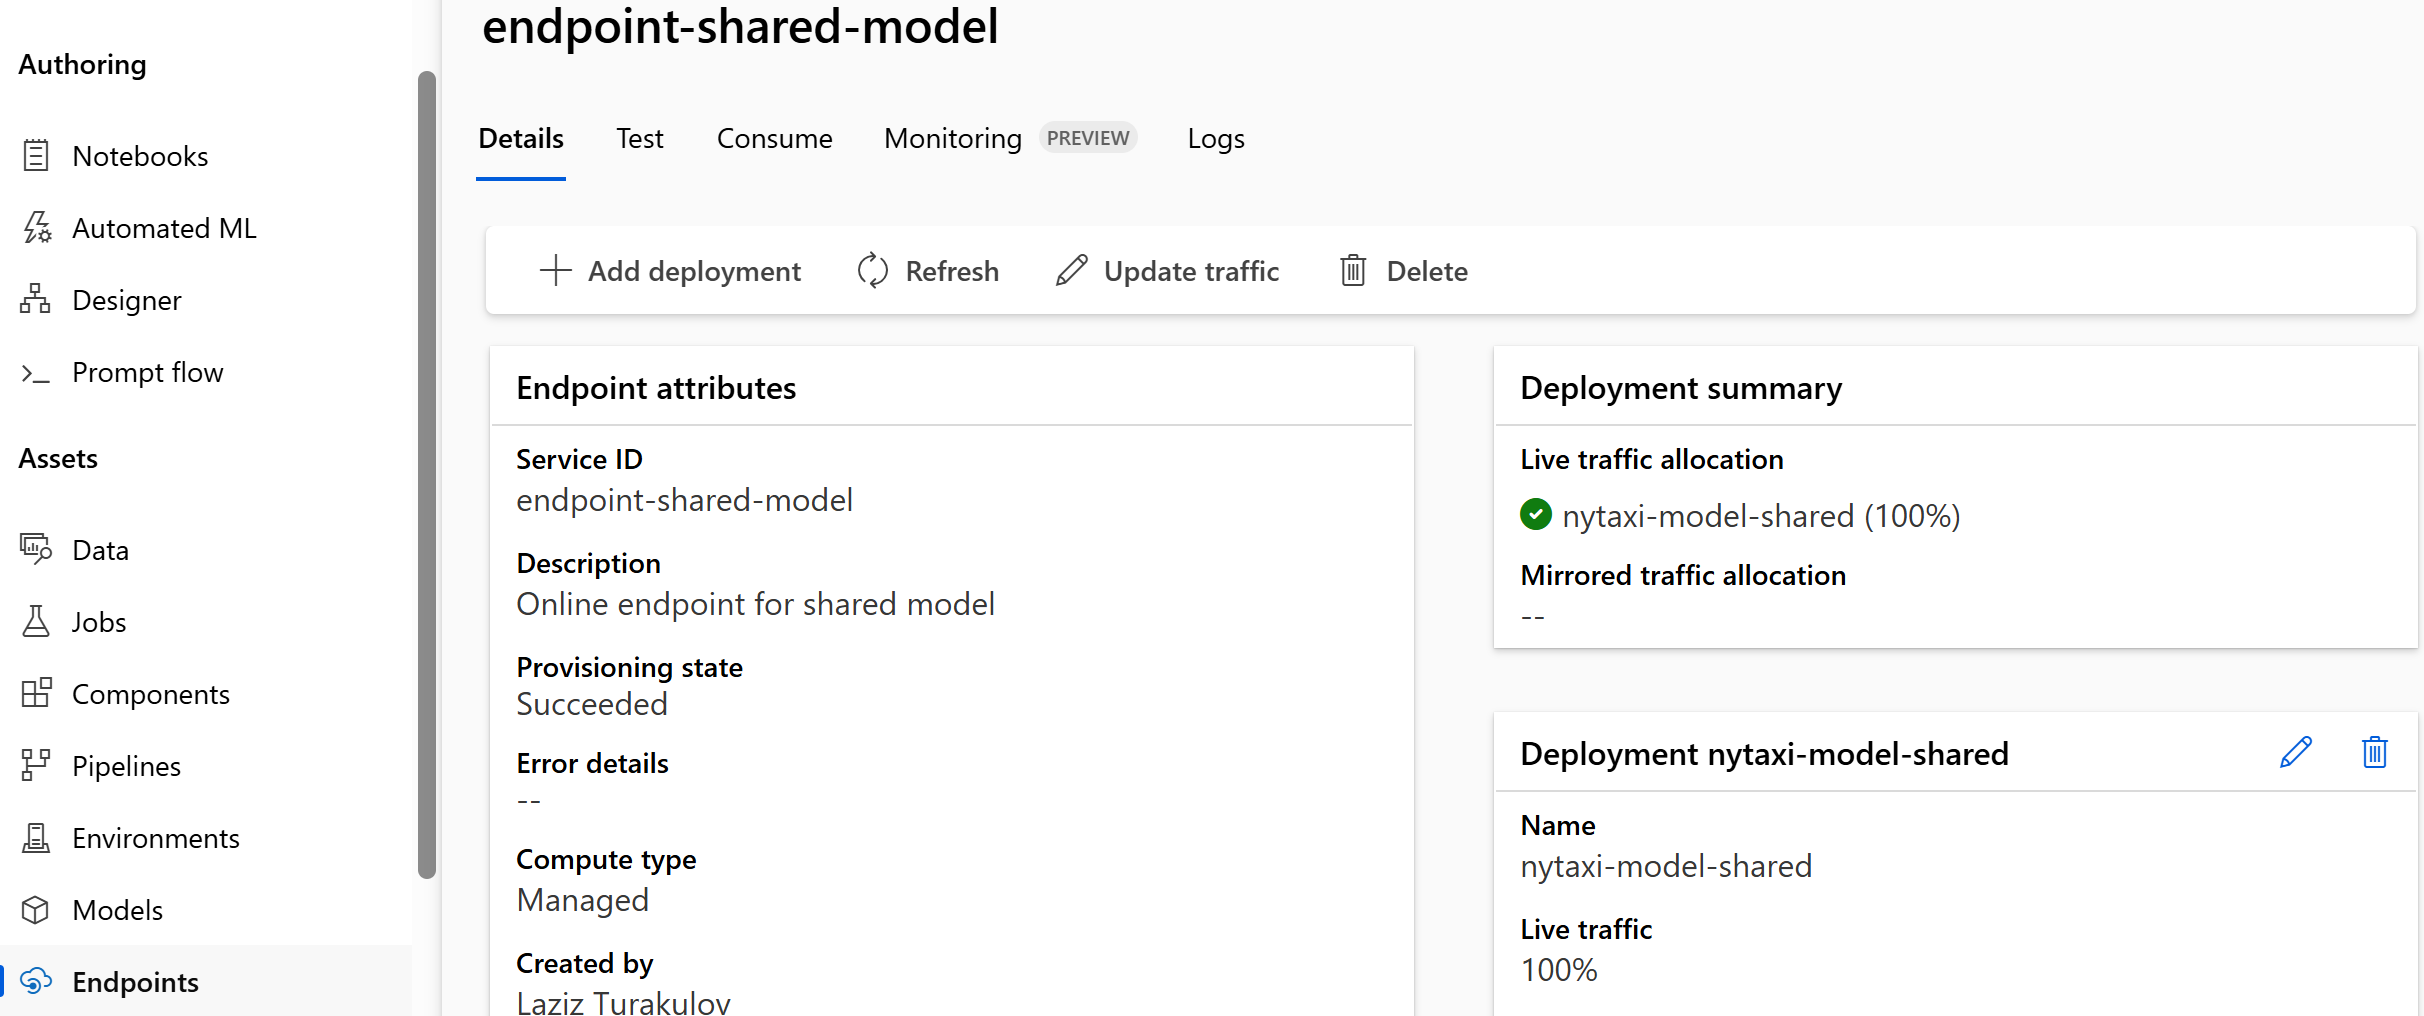 Authoring
Notebooks
Automated ML
Designer
Prompt flow
Assets
Data
Jobs
Components
Pipelines
Environments
Models
Endpoints
endpoint-shared-model
Details Test Consume Monitoring PREVIEW Logs
Add deployment Refresh Update traffic Delete
Endpoint attributes
Service ID
endpoint-shared-model
Description
Online endpoint for shared model
Provisioning state
Succeeded
Error details
--
Compute type
Managed
Created by
Laziz Turakulov
Deployment summary
Live traffic allocation
nytaxi-model-shared (100%)
Mirrored traffic allocation
--
Deployment nytaxi-model-shared
Name
nytaxi-model-shared
Live traffic
100%